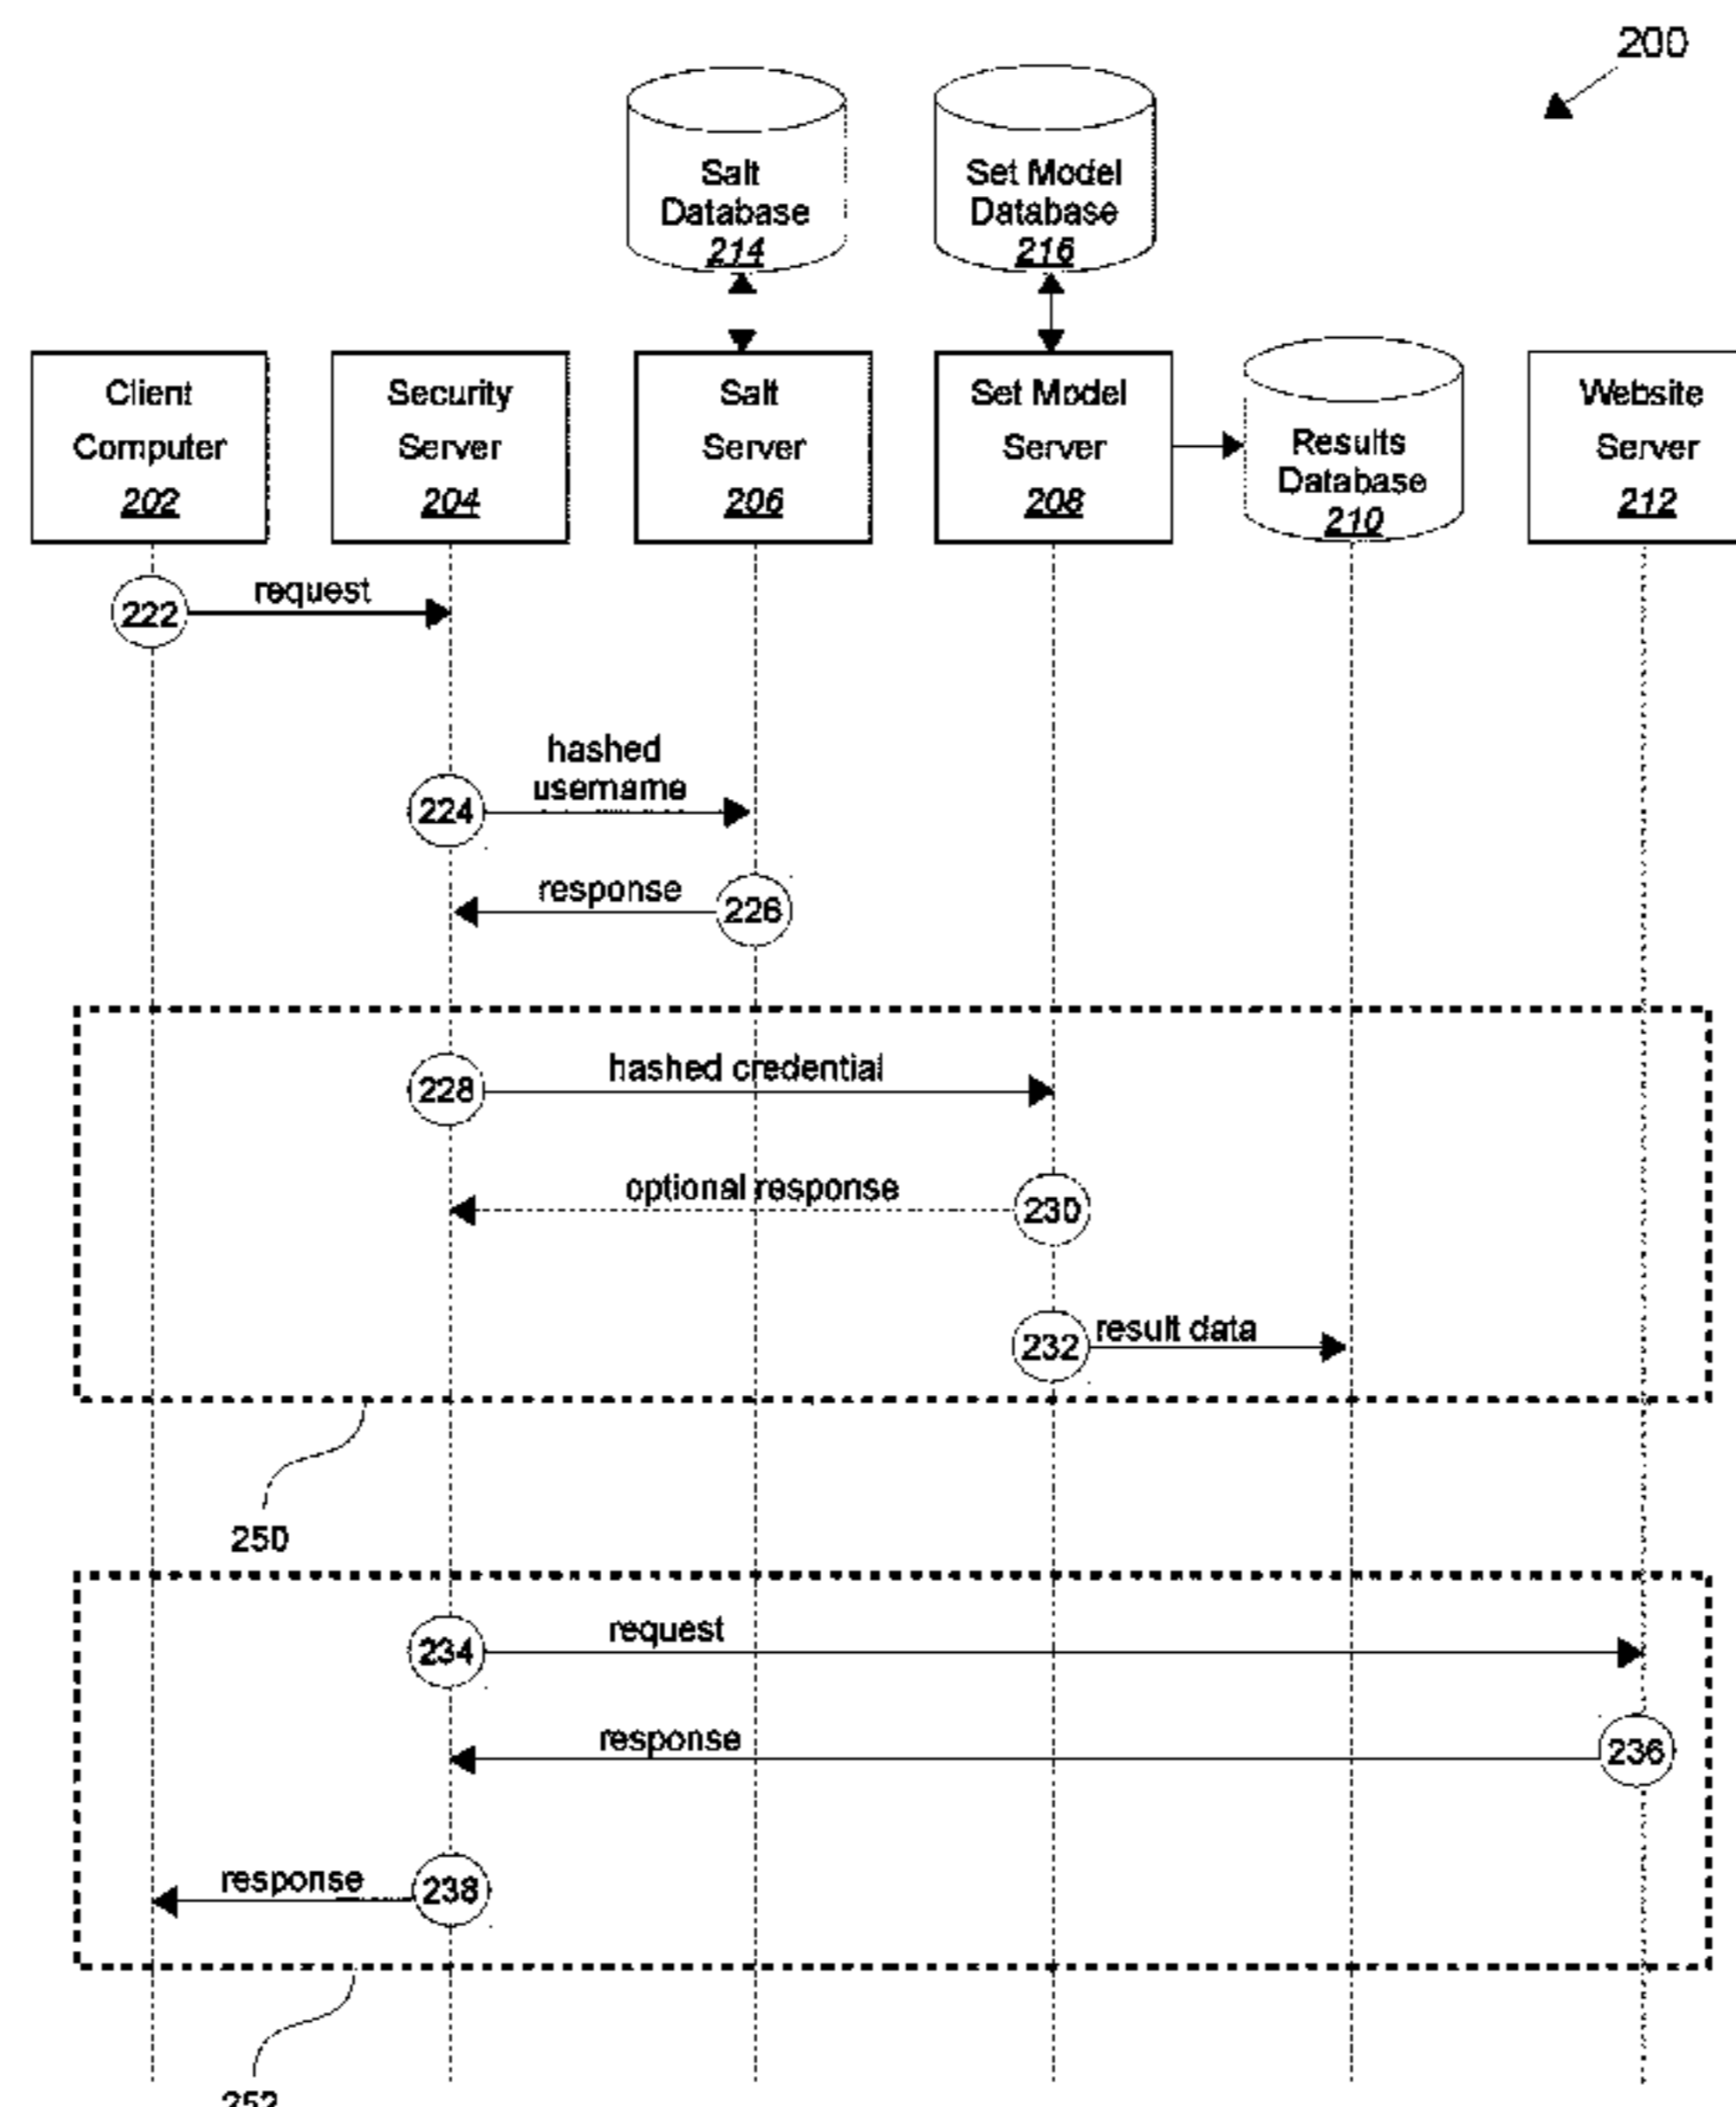 200
Salt
Database
214
Set Model
Database
216
Client
Computer
202
Security
Server
204
Salt
Server
206
Set Model
Server
208
Results
Database
210
Website
Server
212
222
request
hashed
username
224
response
226
228
hashed credential
optional response
230
232
result data
250
234
request
response
236
response
238
252